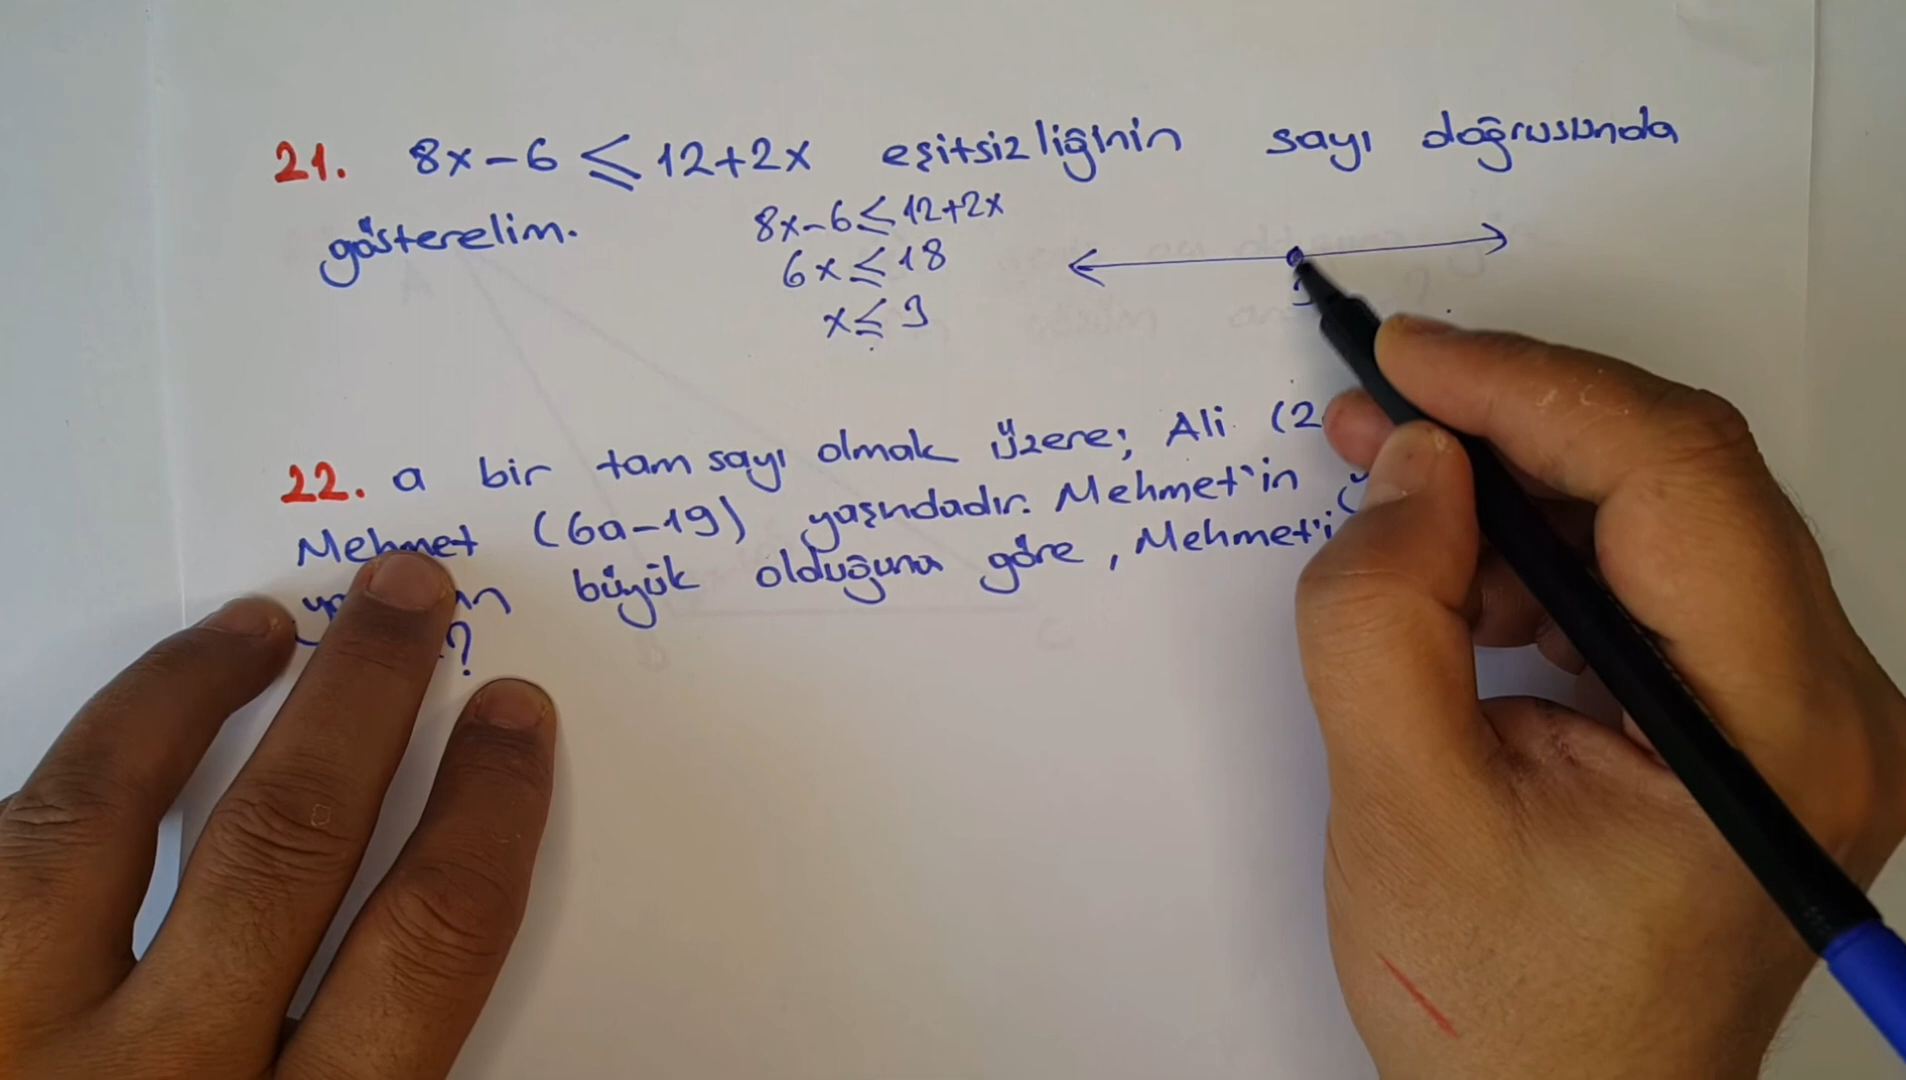 21. 8x-6 ≤ 12+2x eşitsizliğinin sayı doğrusunda
gösterelim.
8x-6 ≤ 12+2x
6x ≤ 18
x ≤ 3
3
22. a bir tam sayı olmak üzere; Ali (2
Mehmet (6a-19) yaşındadır. Mehmet'in
büyük olduğuna göre, Mehmet'i
?